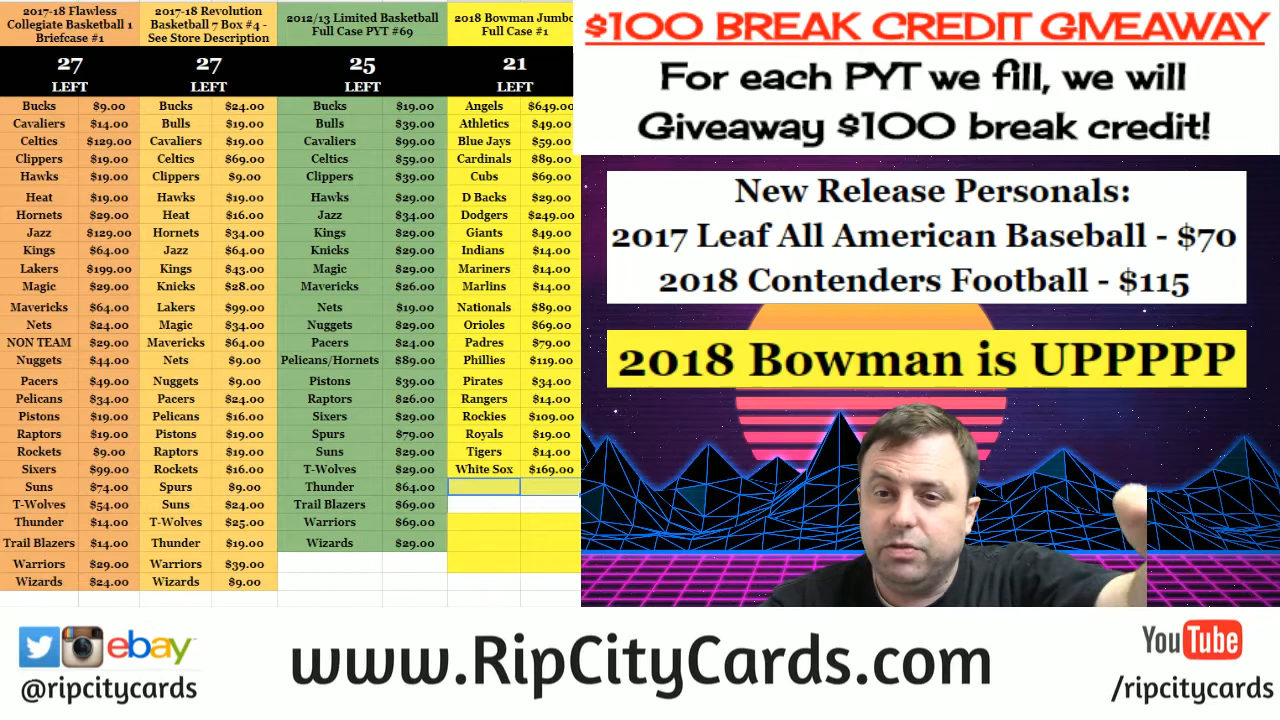 2017-18 Flawless
Collegiate Basketball 1
Briefcase #1
27
LEFT
Bucks $9.00
Cavaliers $14.00
Celtics $129.00
Clippers $19.00
Hawks $19.00
Heat $19.00
Hornets $29.00
Jazz $129.00
Kings $64.00
Lakers $199.00
Magic $29.00
Mavericks $64.00
Nets $24.00
NON TEAM $29.00
Nuggets $44.00
Pacers $49.00
Pelicans $34.00
Pistons $19.00
Raptors $19.00
Rockets $9.00
Sixers $99.00
Suns $74.00
T-Wolves $54.00
Thunder $14.00
Trail Blazers $14.00
Warriors $29.00
Wizards $24.00
2017-18 Revolution
Basketball 7 Box #4 -
See Store Description
27
LEFT
Bucks $24.00
Bulls $19.00
Cavaliers $19.00
Celtics $69.00
Clippers $9.00
Hawks $19.00
Heat $16.00
Hornets $34.00
Jazz $64.00
Kings $43.00
Knicks $28.00
Lakers $99.00
Magic $34.00
Mavericks $64.00
Nets $9.00
Nuggets $9.00
Pacers $24.00
Pelicans $16.00
Pistons $19.00
Raptors $19.00
Rockets $16.00
Spurs $9.00
Suns $24.00
T-Wolves $25.00
Thunder $19.00
Warriors $39.00
Wizards $9.00
2012/13 Limited Basketball
Full Case PYT #69
25
LEFT
Bucks $19.00
Bulls $39.00
Cavaliers $99.00
Celtics $59.00
Clippers $39.00
Hawks $29.00
Jazz $34.00
Kings $29.00
Knicks $29.00
Magic $29.00
Mavericks $26.00
Nets $19.00
Nuggets $29.00
Pacers $24.00
Pelicans/Hornets $89.00
Pistons $39.00
Raptors $26.00
Sixers $29.00
Spurs $79.00
Suns $29.00
T-Wolves $29.00
Thunder $64.00
Trail Blazers $69.00
Warriors $69.00
Wizards $29.00
2018 Bowman Jumbo
Full Case #1
21
LEFT
Angels $649.00
Athletics $49.00
Blue Jays $59.00
Cardinals $89.00
Cubs $69.00
D Backs $29.00
Dodgers $249.00
Giants $49.00
Indians $14.00
Mariners $14.00
Marlins $14.00
Nationals $89.00
Orioles $69.00
Padres $79.00
Phillies $119.00
Pirates $34.00
Rangers $14.00
Rockies $109.00
Royals $19.00
Tigers $14.00
White Sox $169.00
$100 BREAK CREDIT GIVEAWAY
For each PYT we fill, we will
Giveaway $100 break credit!
New Release Personals:
2017 Leaf All American Baseball - $70
2018 Contenders Football - $115
2018 Bowman is UPPPPP
ebay
@ripcitycards
www.RipCityCards.com
YouTube
/ripcitycards